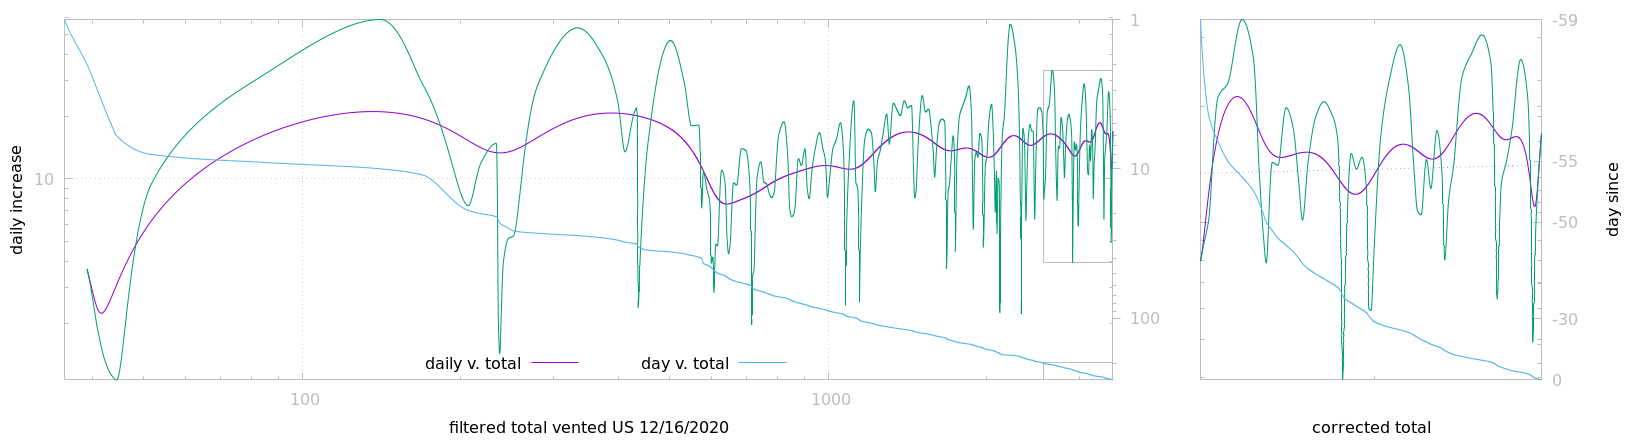 1
10
100
10
daily increase
daily v. total
day v. total
100
1000
filtered total vented US 12/16/2020
-59
-55
-50
-30
0
day since
corrected total